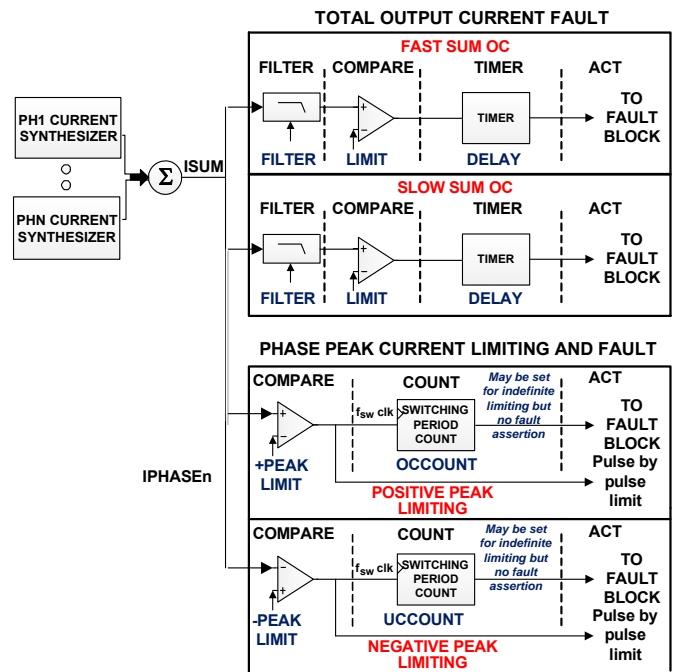 TOTAL OUTPUT CURRENT FAULT
FAST SUM OC
FILTER COMPARE TIMER ACT
PH1 CURRENT
SYNTHESIZER
PHN CURRENT
SYNTHESIZER
Σ
ISUM
+
−
TIMER
TO
FAULT
BLOCK
FILTER LIMIT DELAY
SLOW SUM OC
FILTER COMPARE TIMER ACT
+
−
TIMER
TO
FAULT
BLOCK
FILTER LIMIT DELAY
PHASE PEAK CURRENT LIMITING AND FAULT
COMPARE COUNT ACT
May be set
for indefinite
limiting but
no fault
assertion
+
−
fsw clk
SWITCHING
PERIOD
COUNT
TO
FAULT
BLOCK
+PEAK
LIMIT
OCCOUNT
Pulse by
pulse
limit
POSITIVE PEAK
LIMITING
IPHASEn
COMPARE COUNT ACT
May be set
for indefinite
limiting but
no fault
assertion
−
+
fsw clk
SWITCHING
PERIOD
COUNT
TO
FAULT
BLOCK
-PEAK
LIMIT
UCCOUNT
Pulse by
pulse
limit
NEGATIVE PEAK
LIMITING